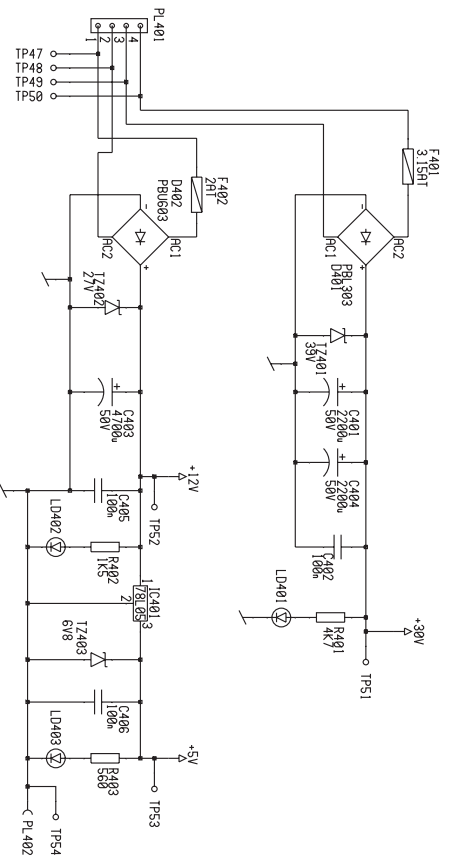 PL401
1
2
3
4
TP47
TP48
TP49
TP50
F401
3.15AT
F402
2AT
D402
PBU603
AC1
AC2
-
+
AC2
AC1
-
+
PBL303
D401
TZ402
27V
TZ401
39V
C403
4700u
50V
+
C401
2200u
50V
+
C404
2200u
50V
+
C402
100n
+12V
TP52
C405
100n
LD402
R402
1K5
1
IC401
78L05
2
3
LD401
R401
4K7
+30V
TP51
TZ403
6V8
C406
100n
LD403
R403
560
+5V
TP53
TP54
PL402